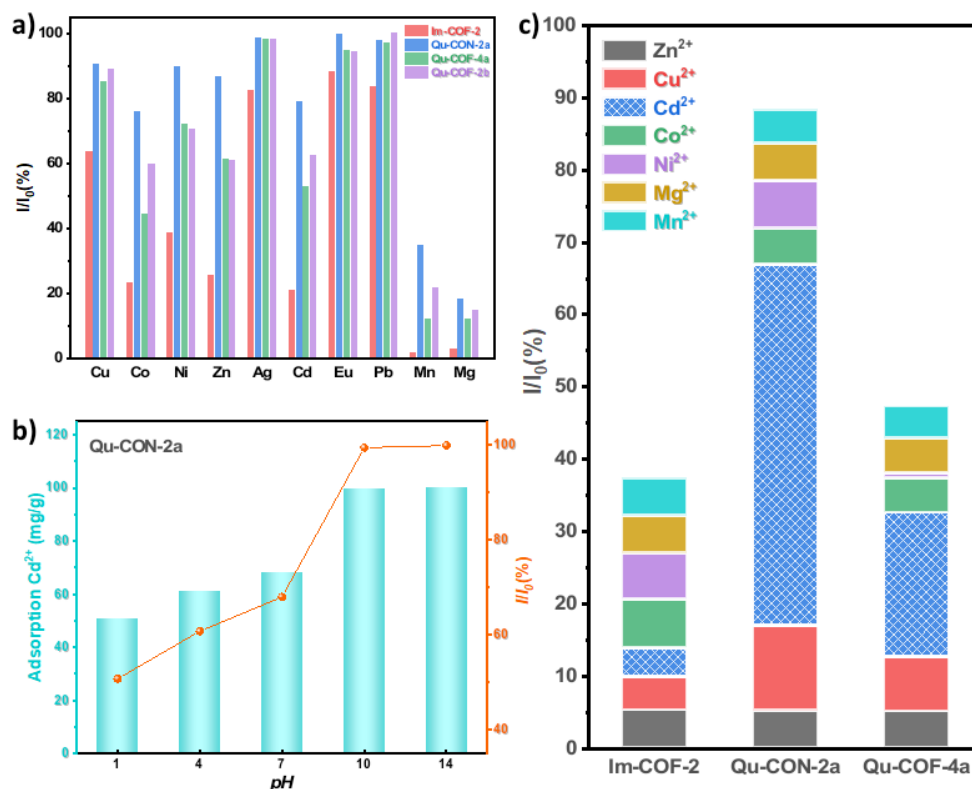 a)
100
80
60
40
20
0
I/I₀(%)
Im-COF-2
Qu-CON-2a
Qu-COF-4a
Qu-COF-2b
Cu Co Ni Zn Ag Cd Eu Pb Mn Mg
b)
Qu-CON-2a
120
100
80
60
40
20
0
Adsorption Cd²⁺ (mg/g)
100
80
60
40
I/I₀(%)
1 4 7 10 14
pH
c)
100
90
80
70
60
50
40
30
20
10
0
I/I₀(%)
Zn²⁺
Cu²⁺
Cd²⁺
Co²⁺
Ni²⁺
Mg²⁺
Mn²⁺
Im-COF-2 Qu-CON-2a Qu-COF-4a